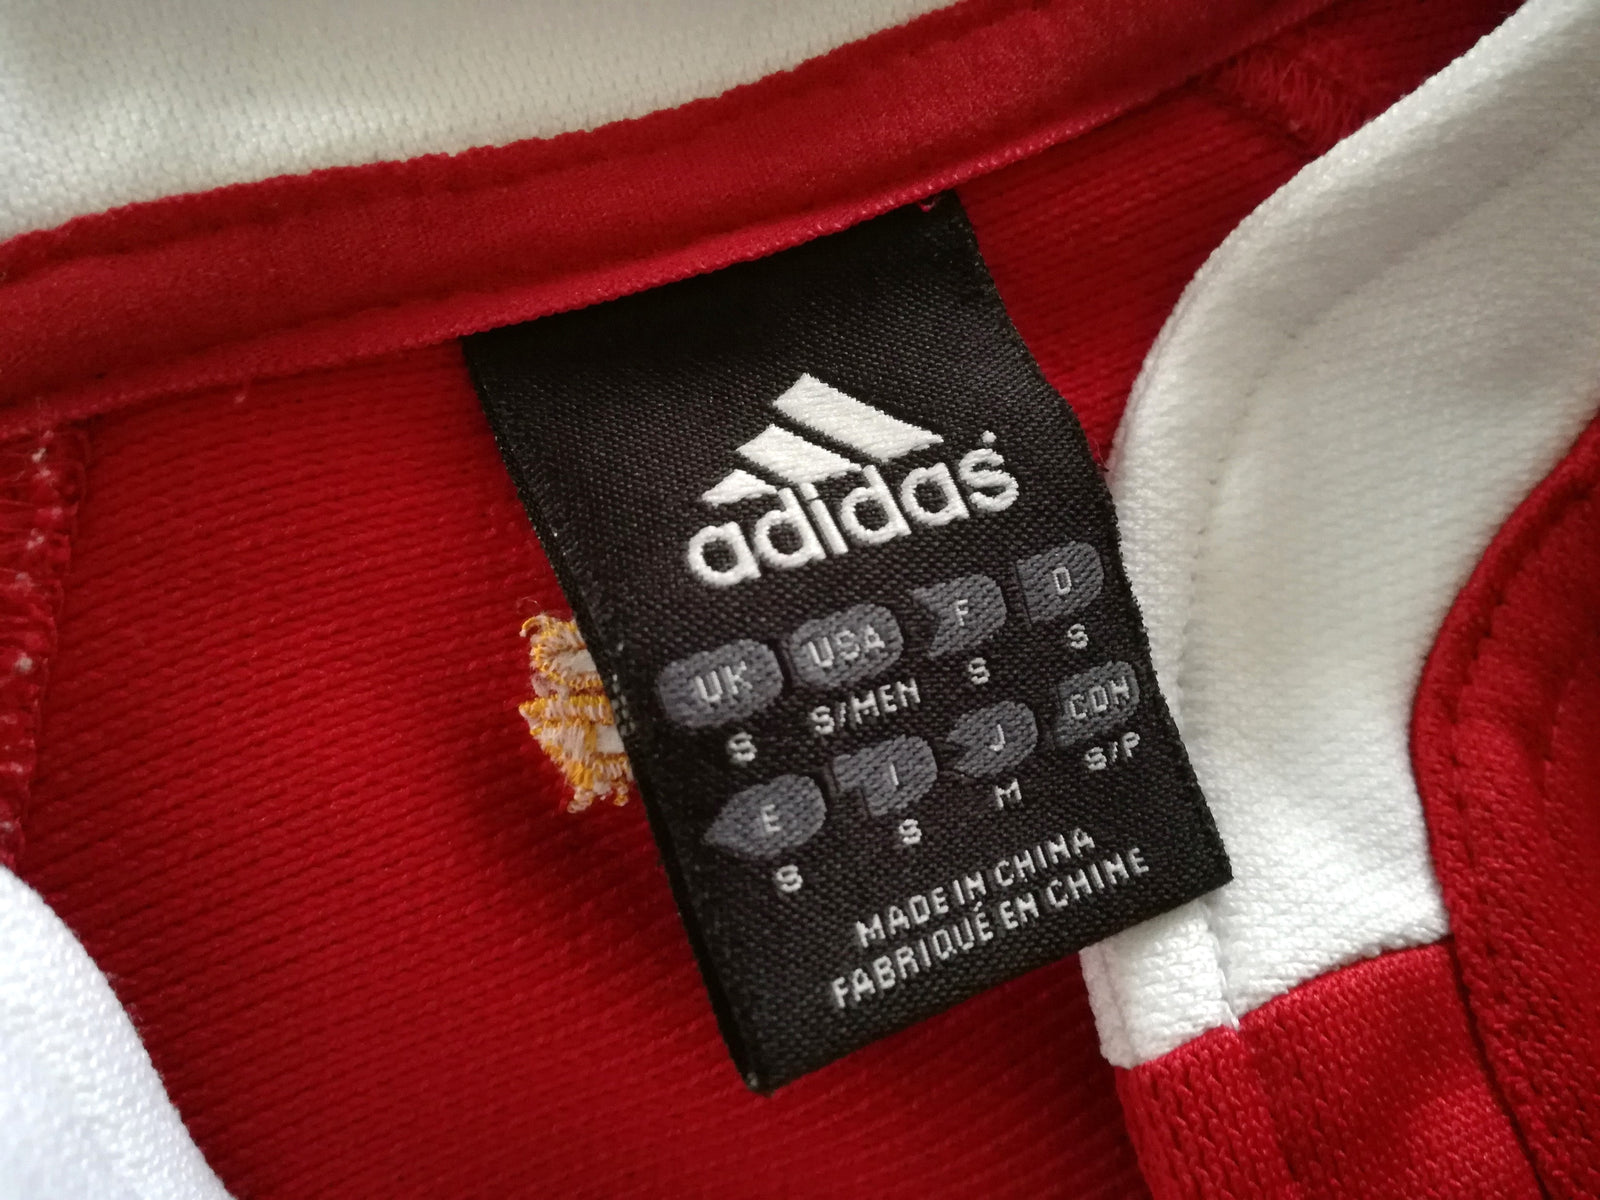 adidas
UK USA F D
S S/MEN S S
E I J CDN
S S M S/P
MADE IN CHINA
FABRIQUÉ EN CHINE